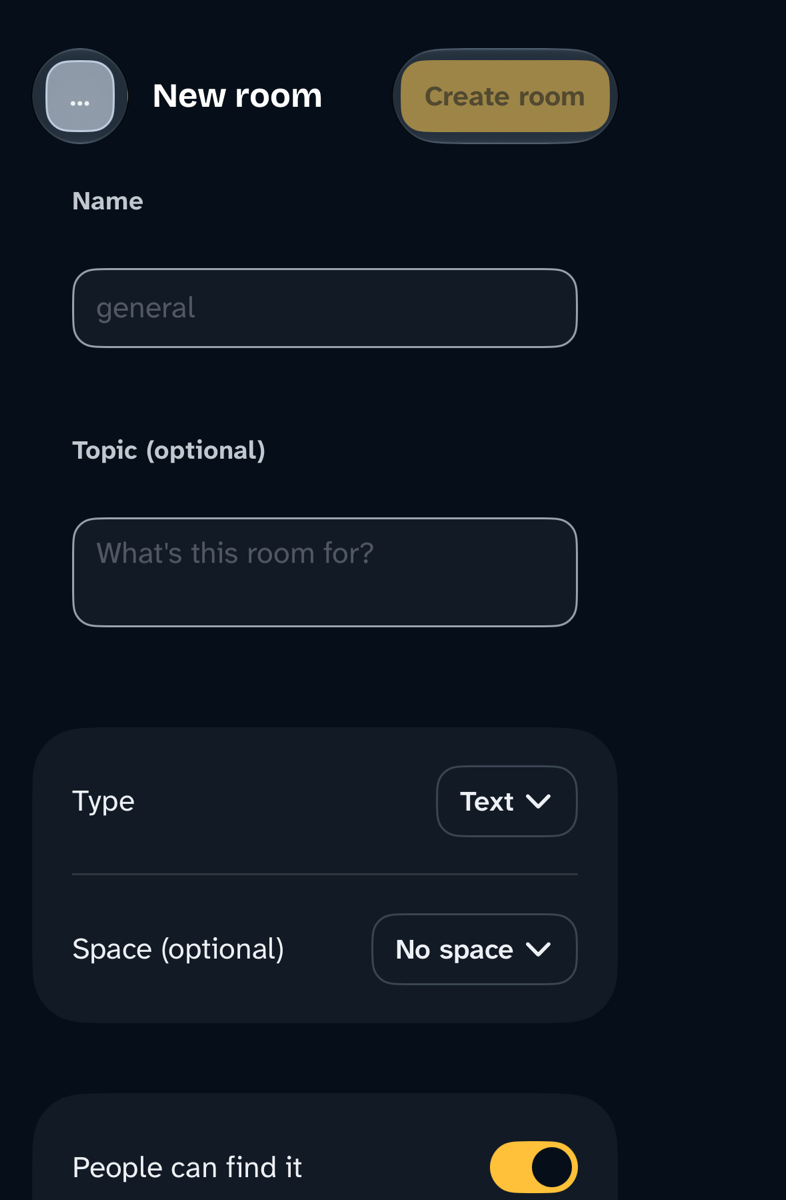 ...
New room
Create room
Name
general
Topic (optional)
What's this room for?
Type
Text
Space (optional)
No space
People can find it